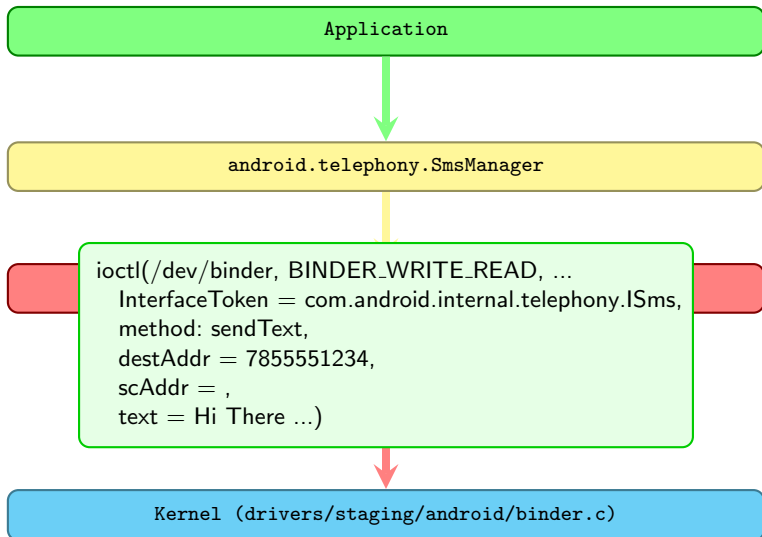 Application
android.telephony.SmsManager
ioctl(/dev/binder, BINDER_WRITE_READ, ...
InterfaceToken = com.android.internal.telephony.ISms,
method: sendText,
destAddr = 7855551234,
scAddr = ,
text = Hi There ...)
Kernel (drivers/staging/android/binder.c)